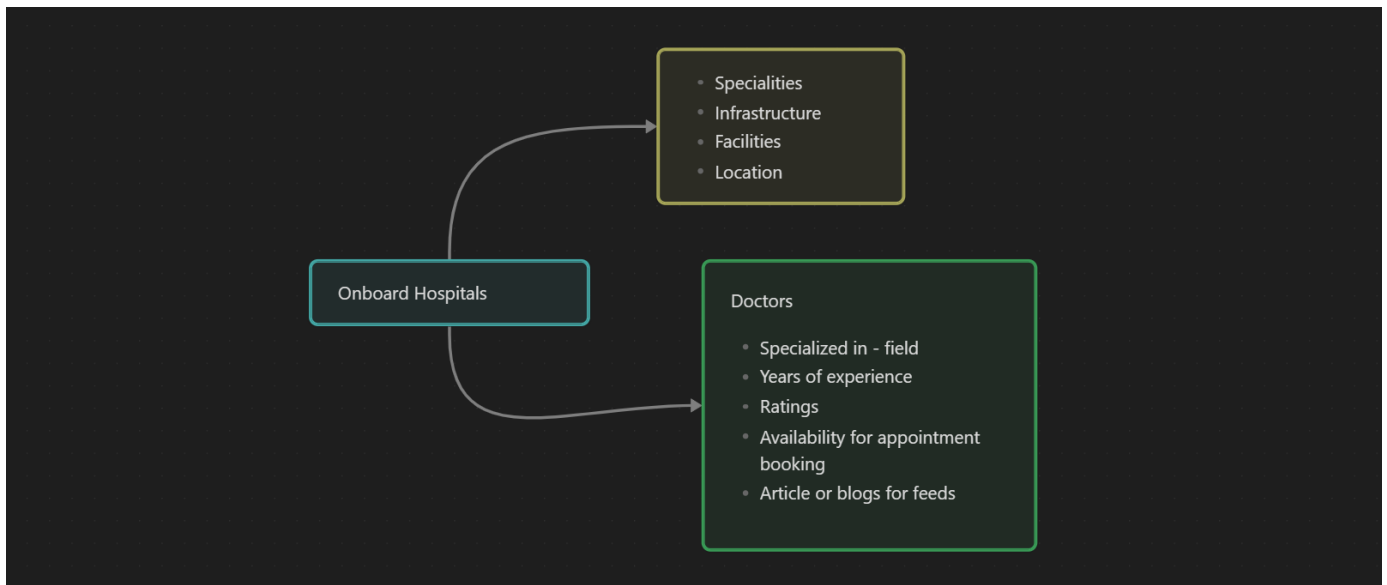 Specialities
Infrastructure
Facilities
Location
Onboard Hospitals
Doctors
Specialized in - field
Years of experience
Ratings
Availability for appointment
booking
Article or blogs for feeds